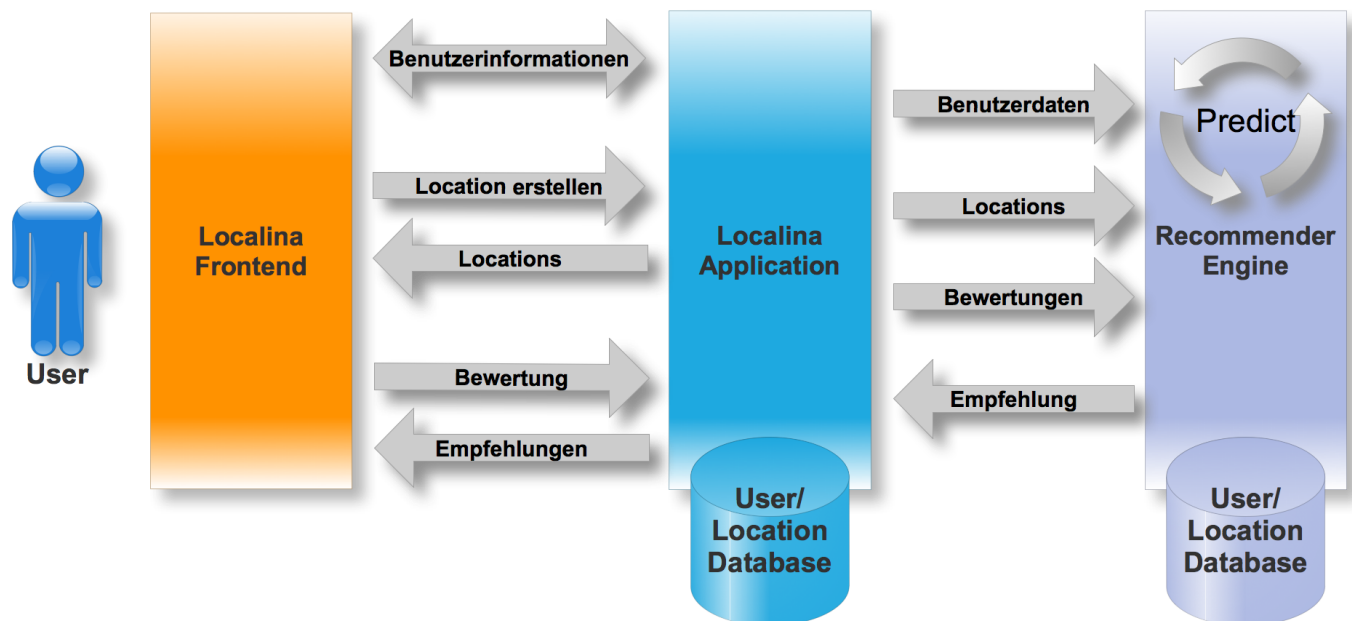 User
Localina
Frontend
Benutzerinformationen
Location erstellen
Locations
Bewertung
Empfehlungen
Localina
Application
User/
Location
Database
Benutzerdaten
Locations
Bewertungen
Empfehlung
Predict
Recommender
Engine
User/
Location
Database